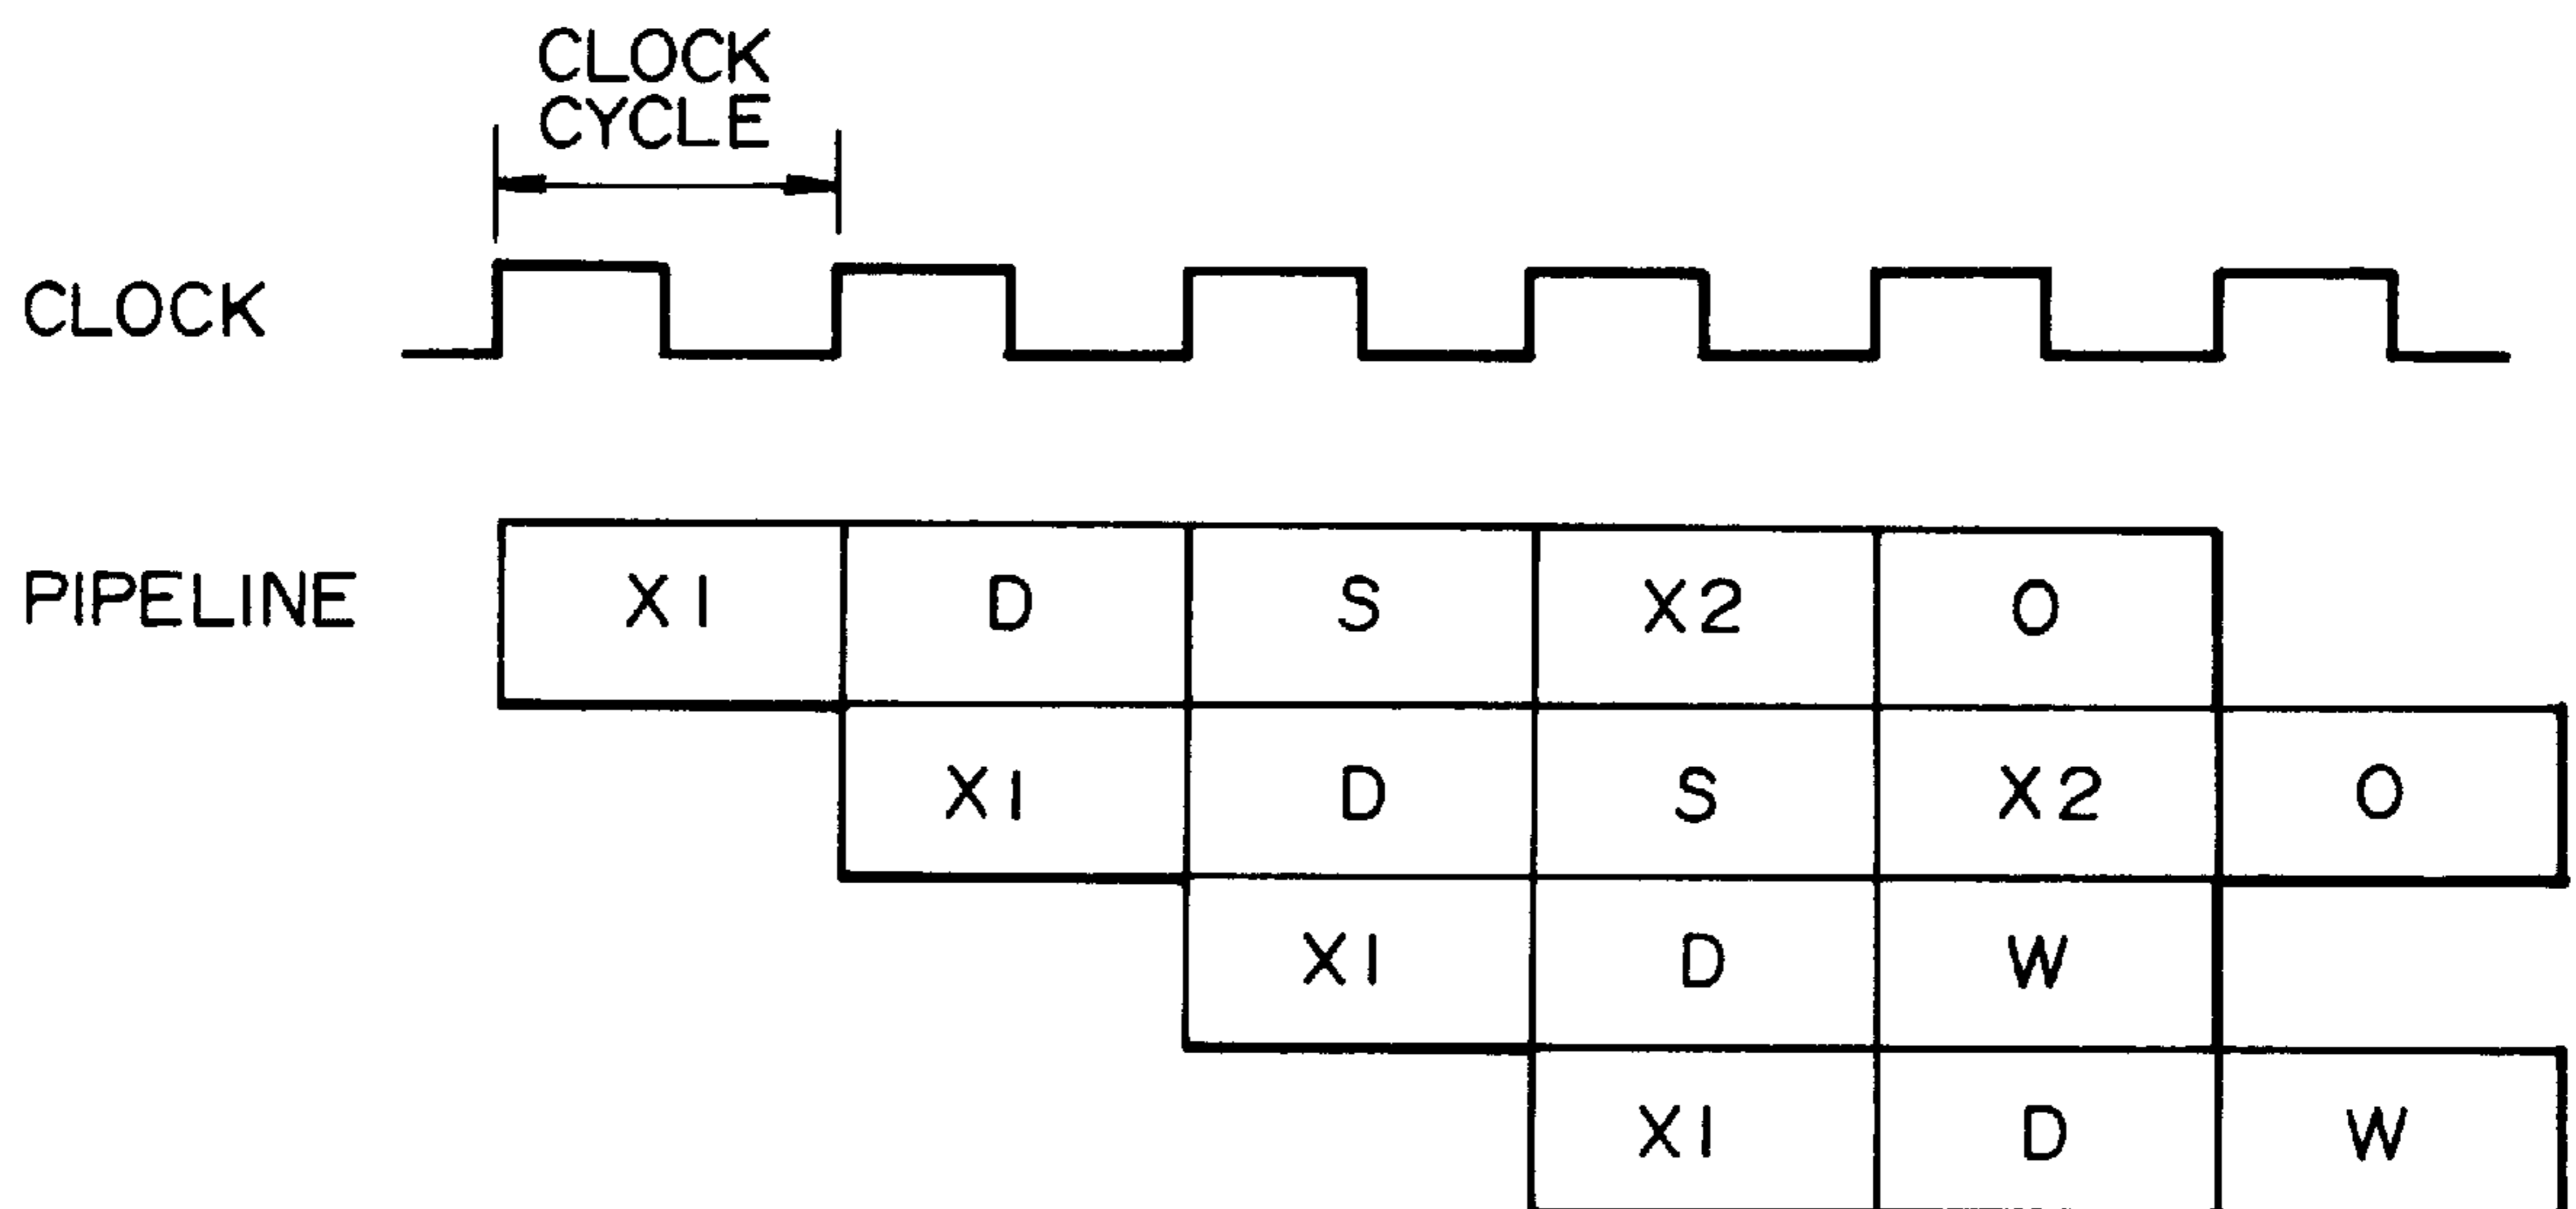 CLOCK
CYCLE
CLOCK
PIPELINE X1 D S X2 O
X1 D S X2 O
X1 D W
X1 D W